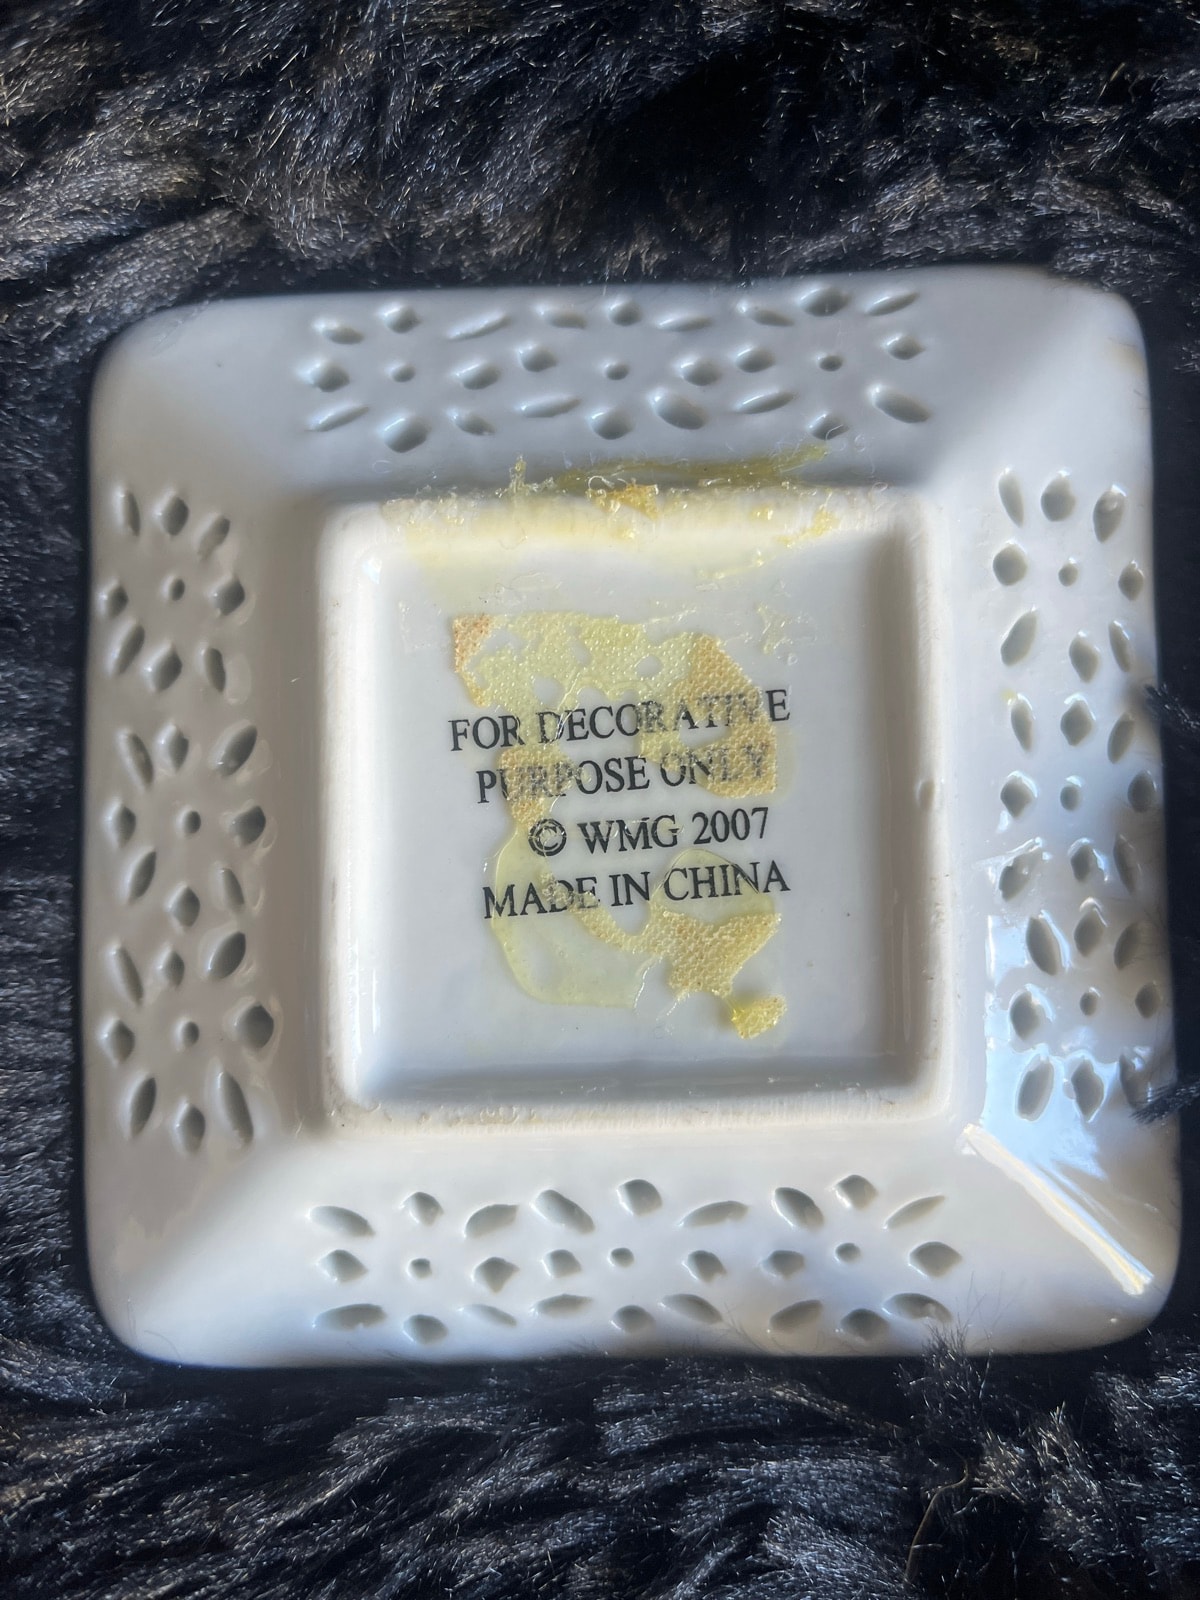 FOR DECORATIVE
PURPOSE ONLY
© WMG 2007
MADE IN CHINA